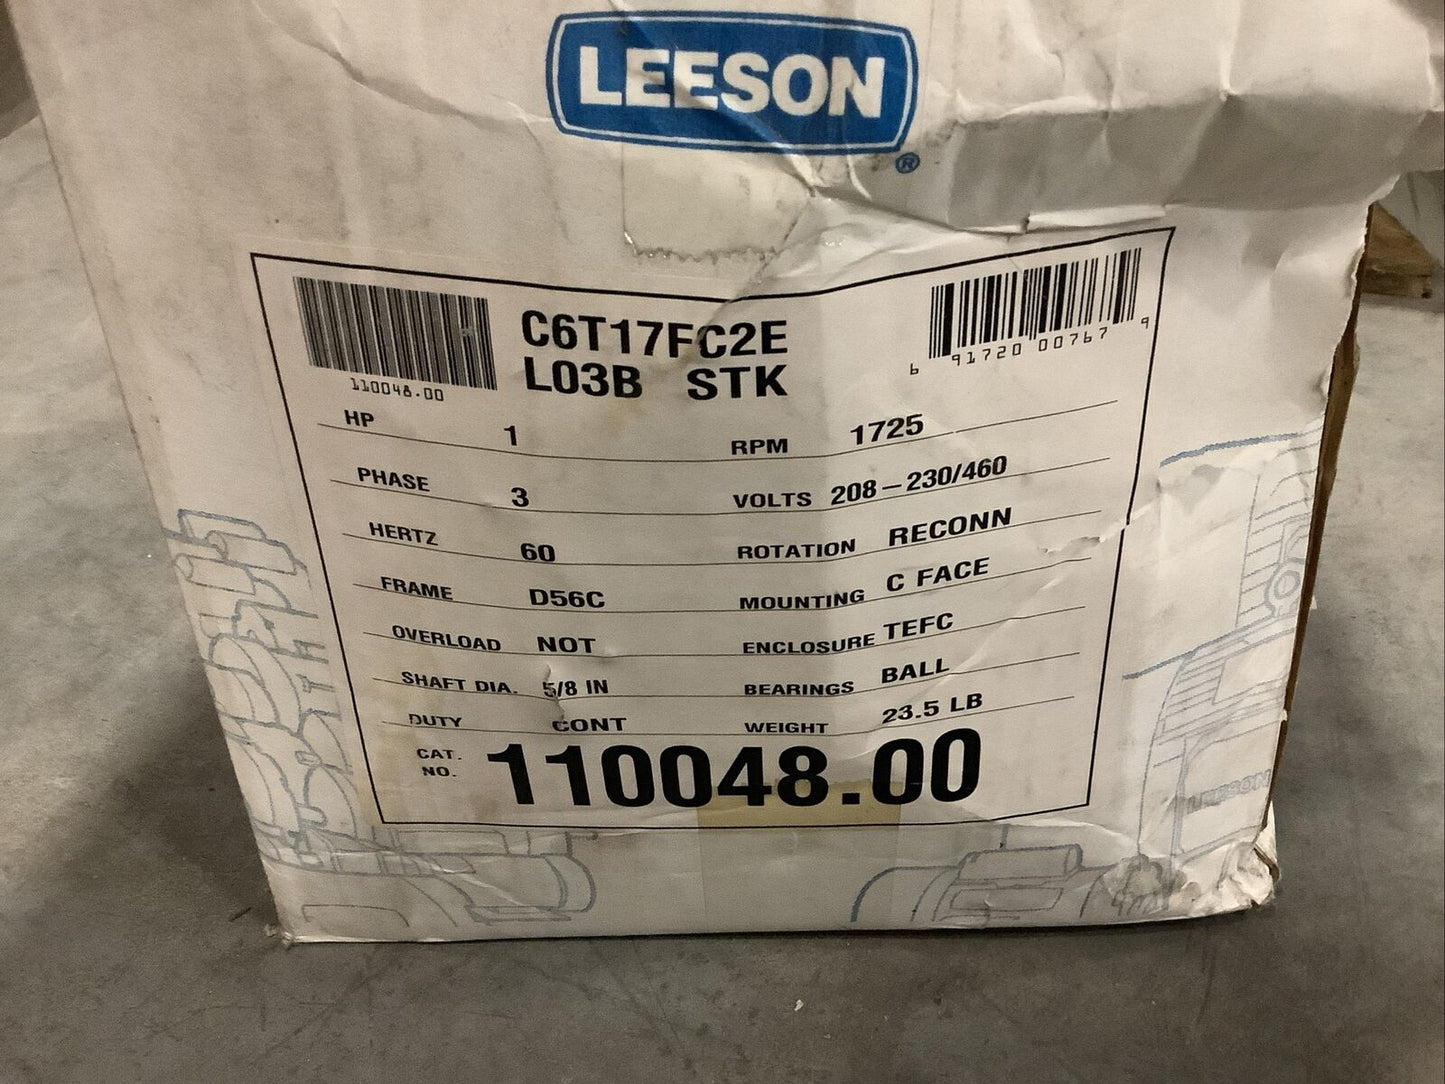 LEESON
®
C6T17FC2E
L03B STK
110048.00
6 91720 00767 9
HP 1 RPM 1725
PHASE 3 VOLTS 208-230/460
HERTZ 60 ROTATION RECONN
FRAME D56C MOUNTING C FACE
OVERLOAD NOT ENCLOSURE TEFC
SHAFT DIA. 5/8 IN BEARINGS BALL
DUTY CONT WEIGHT 23.5 LB
CAT. NO. 110048.00
LEESON